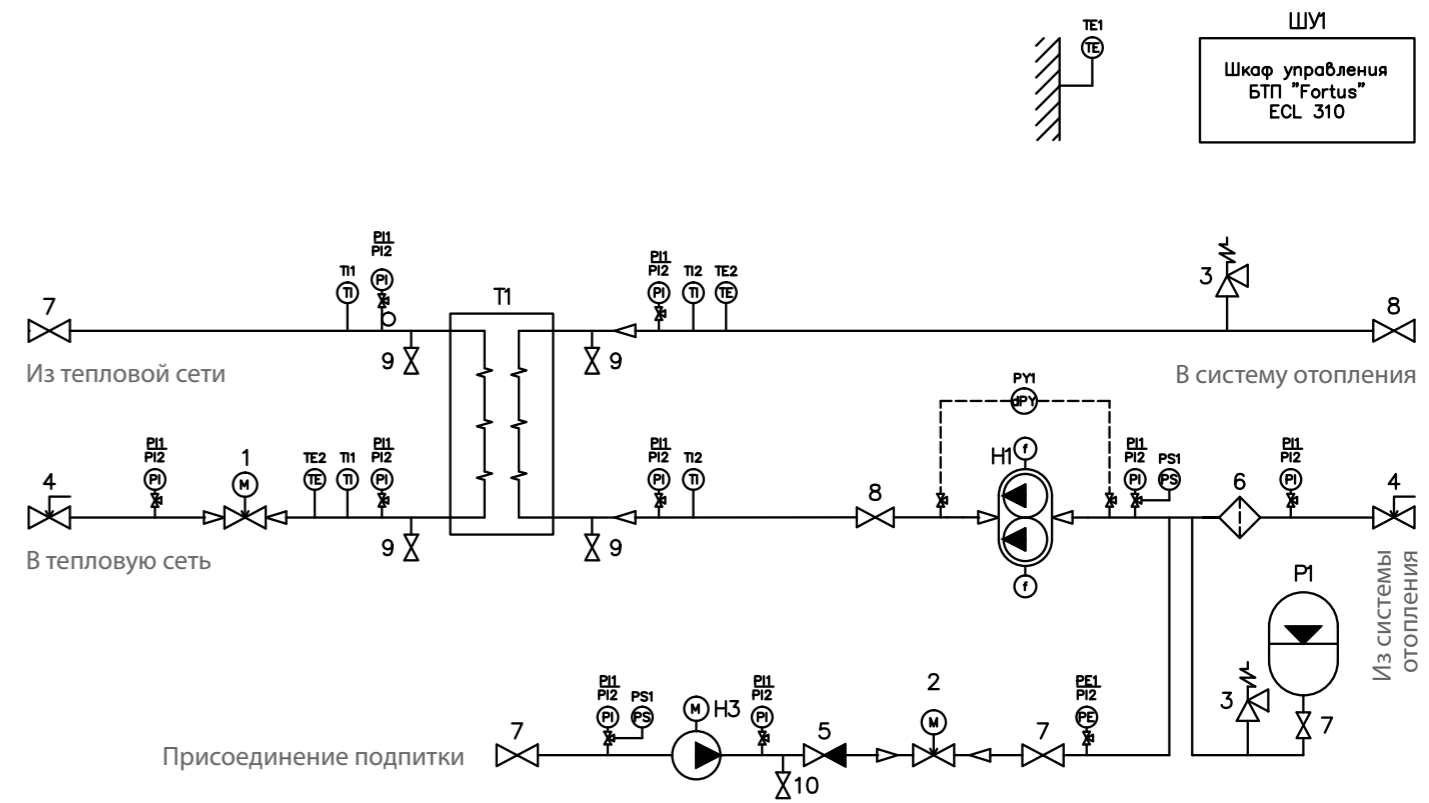 ШУ1
TE1
TE
Шкаф управления
БТП "Fortus"
ECL 310
PI1
PI2
TI1
PI
TI
T1
PI1
PI2
TI2
TE2
PI
TI
TE
3
7
8
9
9
Из тепловой сети
В систему отопления
PY1
dPY
4
PI1
PI2
PI
1
M
TE2
TI1
PI1
PI2
TE
TI
PI
PI1
PI2
TI2
PI
TI
8
H1
f
f
PI1
PI2
PS1
PI
PS
6
PI1
PI2
PI
4
9
9
В тепловую сеть
Из системы
отопления
P1
3
7
Присоединение подпитки
7
PI1
PI2
PS1
PI
PS
M
H3
PI1
PI2
PI
10
5
2
M
7
PE1
PI2
PE